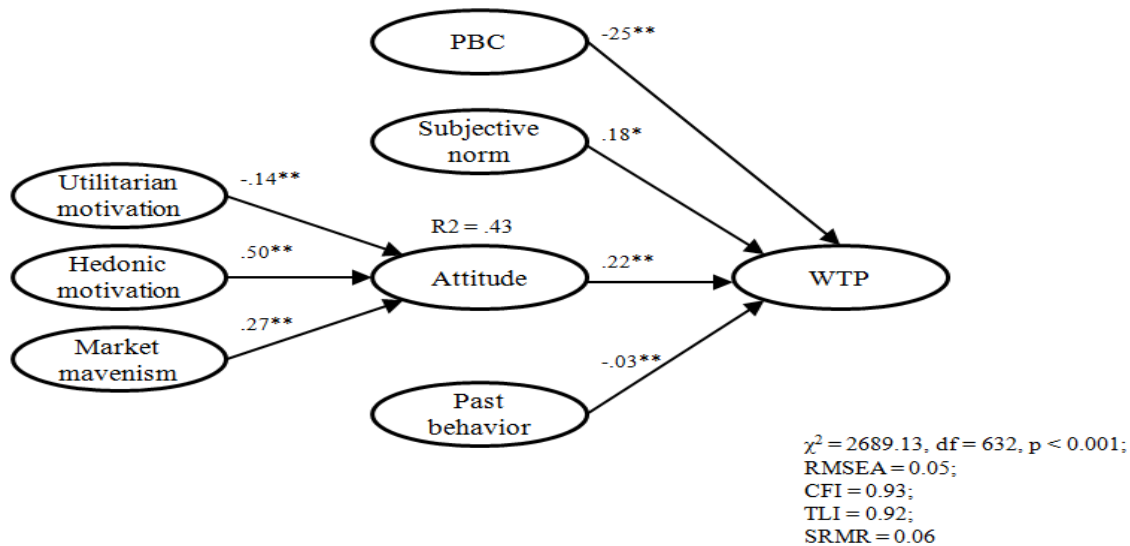 PBC
-25**
Subjective
norm
.18*
Utilitarian
motivation
-.14**
R2 = .43
Hedonic
motivation
.50**
Attitude
.22**
WTP
Market
mavenism
.27**
-.03**
Past
behavior
χ² = 2689.13, df = 632, p < 0.001;
RMSEA = 0.05;
CFI = 0.93;
TLI = 0.92;
SRMR = 0.06